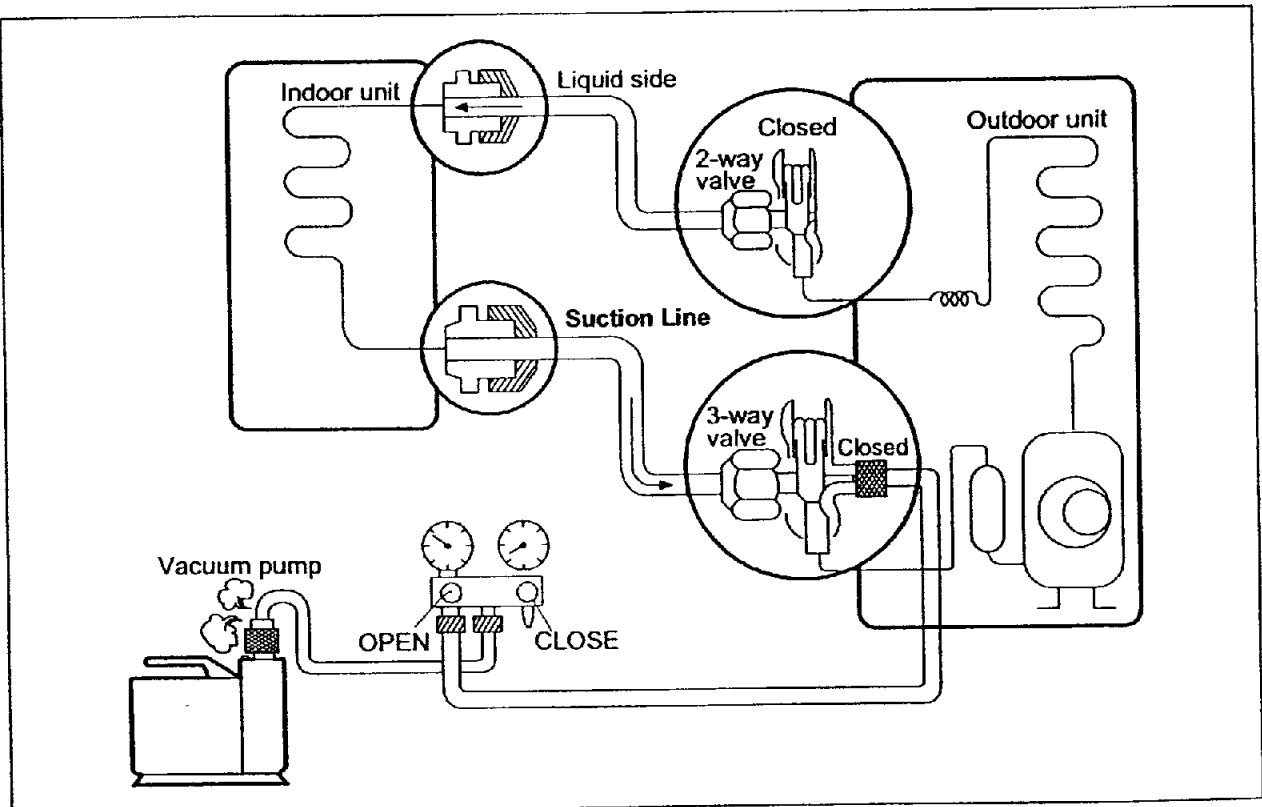 Indoor unit
Liquid side
Closed
2-way
valve
Outdoor unit
Suction Line
3-way
valve
Closed
Vacuum pump
OPEN
CLOSE